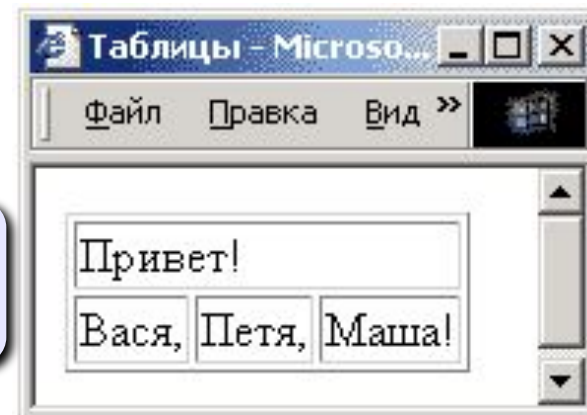 Таблицы - Microso...
Файл Правка Вид »
Привет!
Вася, Петя, Маша!